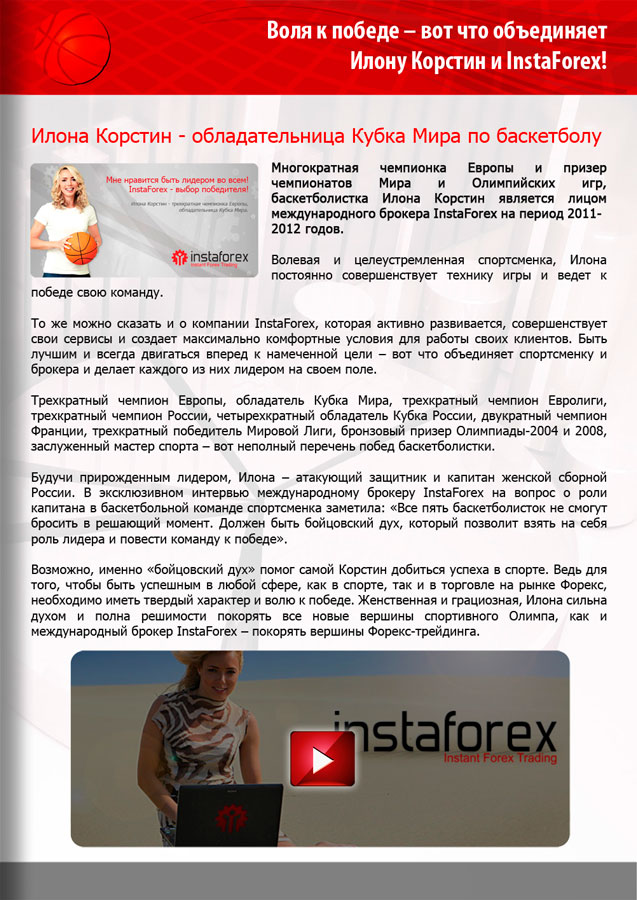 Воля к победе – вот что объединяет
Илону Корстин и InstaForex!
Илона Корстин - обладательница Кубка Мира по баскетболу
Мне нравится быть лидером во всем!
InstaForex - выбор победителя!
Илона Корстин - трехкратная чемпионка Европы,
обладательница Кубка Мира.
instaforex
Instant Forex Trading
Многократная чемпионка Европы и призер
чемпионатов Мира и Олимпийских игр,
баскетболистка Илона Корстин является лицом
международного брокера InstaForex на период 2011-
2012 годов.
Волевая и целеустремленная спортсменка, Илона
постоянно совершенствует технику игры и ведет к
победе свою команду.
То же можно сказать и о компании InstaForex, которая активно развивается, совершенствует
свои сервисы и создает максимально комфортные условия для работы своих клиентов. Быть
лучшим и всегда двигаться вперед к намеченной цели – вот что объединяет спортсменку и
брокера и делает каждого из них лидером на своем поле.
Трехкратный чемпион Европы, обладатель Кубка Мира, трехкратный чемпион Евролиги,
трехкратный чемпион России, четырехкратный обладатель Кубка России, двукратный чемпион
Франции, трехкратный победитель Мировой Лиги, бронзовый призер Олимпиады-2004 и 2008,
заслуженный мастер спорта – вот неполный перечень побед баскетболистки.
Будучи прирожденным лидером, Илона – атакующий защитник и капитан женской сборной
России. В эксклюзивном интервью международному брокеру InstaForex на вопрос о роли
капитана в баскетбольной команде спортсменка заметила: «Все пять баскетболисток не смогут
бросить в решающий момент. Должен быть бойцовский дух, который позволит взять на себя
роль лидера и повести команду к победе».
Возможно, именно «бойцовский дух» помог самой Корстин добиться успеха в спорте. Ведь для
того, чтобы быть успешным в любой сфере, как в спорте, так и в торговле на рынке Форекс,
необходимо иметь твердый характер и волю к победе. Женственная и грациозная, Илона сильна
духом и полна решимости покорять все новые вершины спортивного Олимпа, как и
международный брокер InstaForex – покорять вершины Форекс-трейдинга.
instaforex
Instant Forex Trading